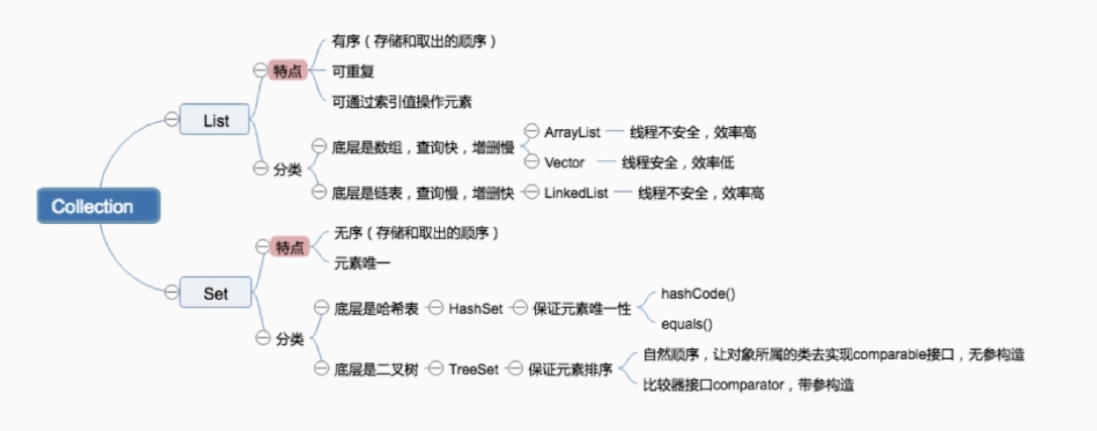 有序（存储和取出的顺序）
特点
可重复
可通过索引值操作元素
List
ArrayList
线程不安全，效率高
底层是数组，查询快，增删慢
Vector
线程安全，效率低
分类
底层是链表，查询慢，增删快
LinkedList
线程不安全，效率高
Collection
无序（存储和取出的顺序）
特点
元素唯一
Set
hashCode()
底层是哈希表
HashSet
保证元素唯一性
equals()
分类
自然顺序，让对象所属的类去实现comparable接口，无参构造
底层是二叉树
TreeSet
保证元素排序
比较器接口comparator，带参构造